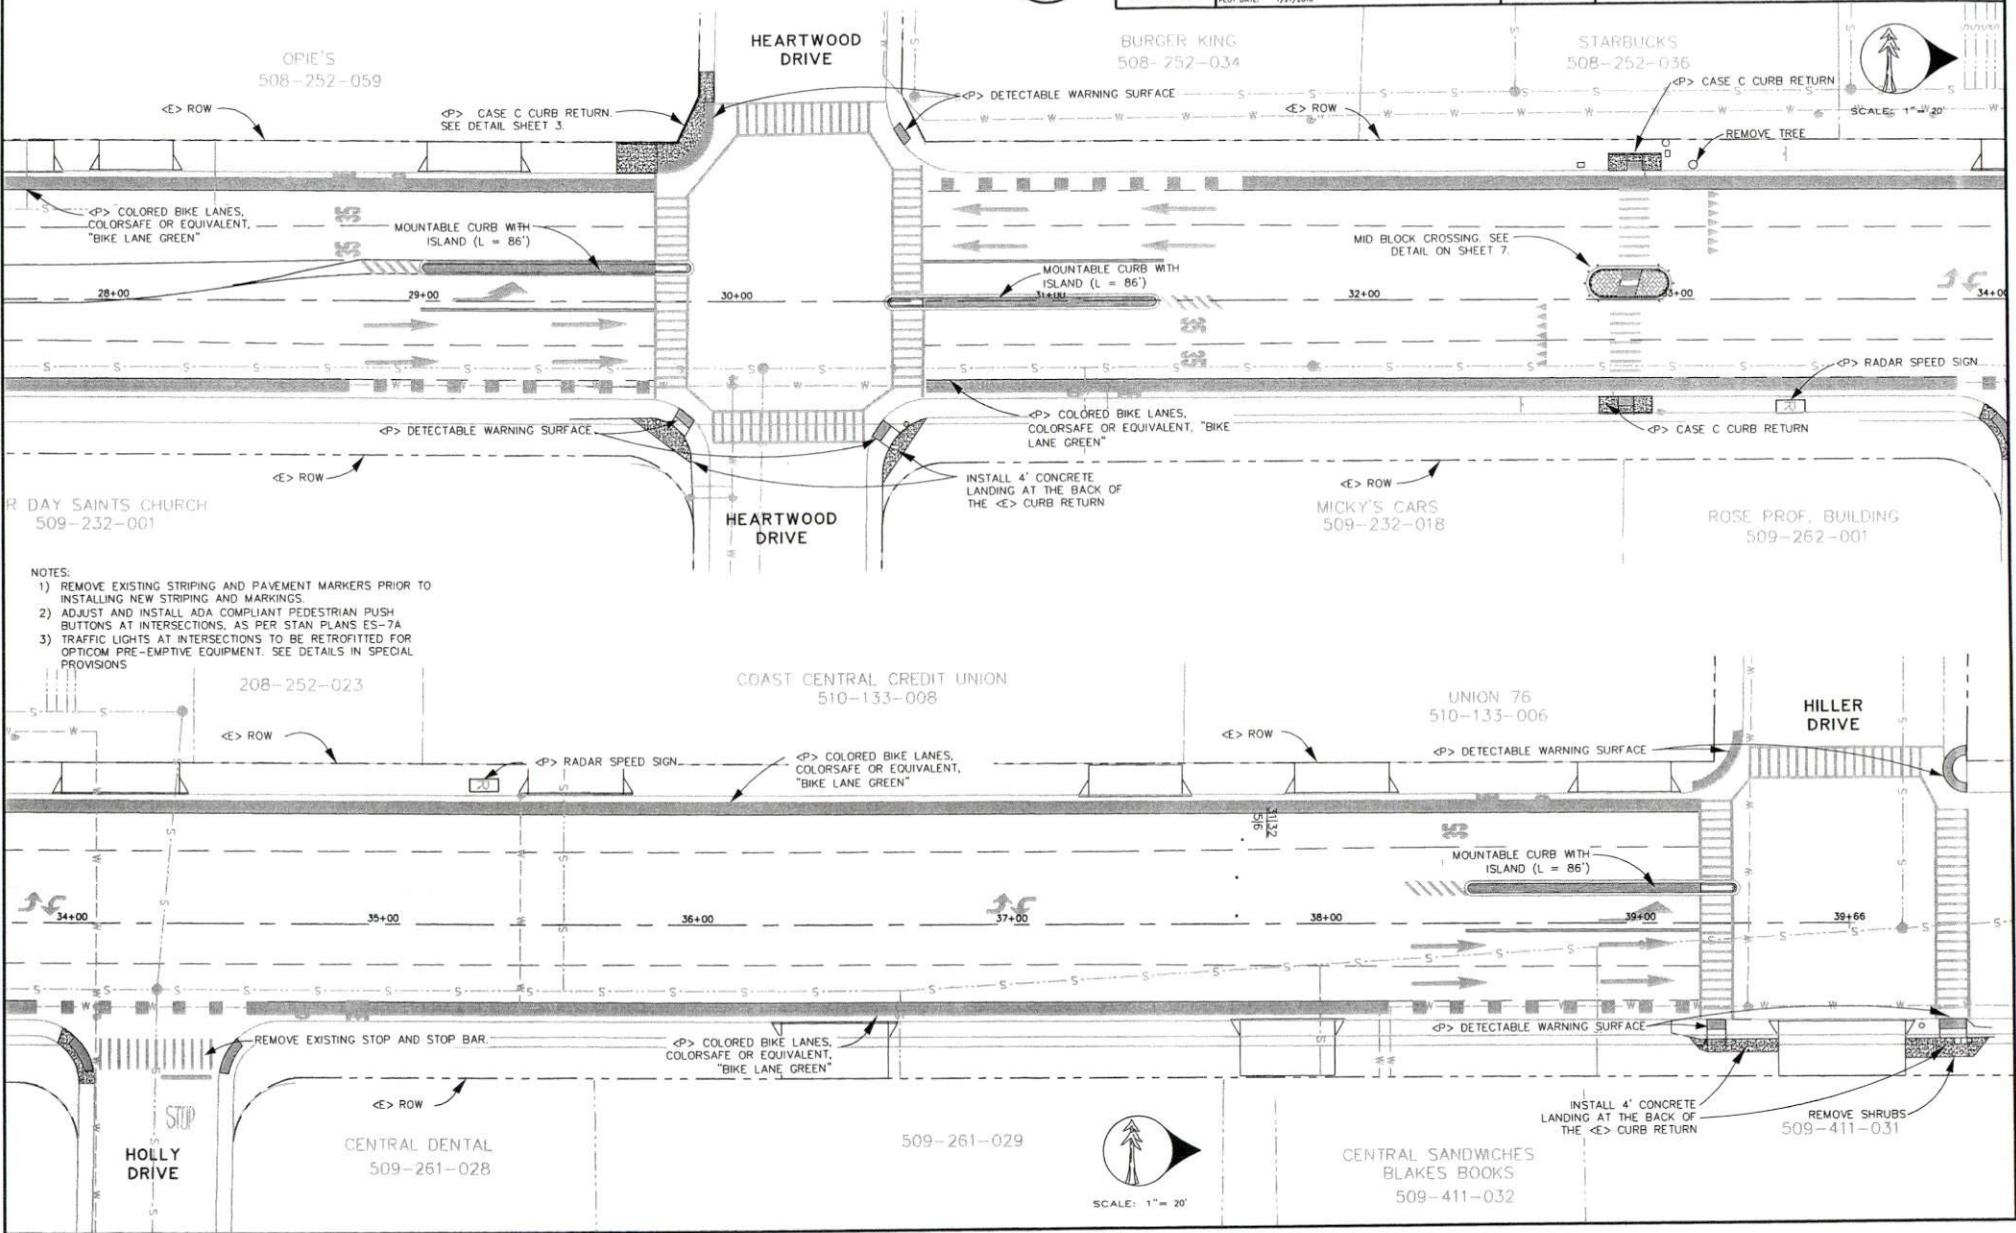 HEARTWOOD
DRIVE
OPIE'S
508-252-059
BURGER KING
508-252-034
STARBUCKS
508-252-036
<E> ROW
<P> CASE C CURB RETURN.
SEE DETAIL SHEET 3.
<P> DETECTABLE WARNING SURFACE
<E> ROW
<P> CASE C CURB RETURN
REMOVE TREE
SCALE: 1"= 20'
<P> COLORED BIKE LANES,
COLORSAFE OR EQUIVALENT,
"BIKE LANE GREEN"
35
35
MOUNTABLE CURB WITH
ISLAND (L = 86')
MID BLOCK CROSSING. SEE
DETAIL ON SHEET 7.
MOUNTABLE CURB WITH
ISLAND (L = 86')
28+00
29+00
30+00
31+00
32+00
33+00
34+00
35
35
<P> RADAR SPEED SIGN
<P> DETECTABLE WARNING SURFACE
<P> COLORED BIKE LANES,
COLORSAFE OR EQUIVALENT, "BIKE
LANE GREEN"
<P> CASE C CURB RETURN
<E> ROW
INSTALL 4' CONCRETE
LANDING AT THE BACK OF
THE <E> CURB RETURN
<E> ROW
R DAY SAINTS CHURCH
509-232-001
HEARTWOOD
DRIVE
MICKY'S CARS
509-232-018
ROSE PROF. BUILDING
509-262-001
NOTES:
1) REMOVE EXISTING STRIPING AND PAVEMENT MARKERS PRIOR TO
INSTALLING NEW STRIPING AND MARKINGS.
2) ADJUST AND INSTALL ADA COMPLIANT PEDESTRIAN PUSH
BUTTONS AT INTERSECTIONS, AS PER STAN PLANS ES-7A
3) TRAFFIC LIGHTS AT INTERSECTIONS TO BE RETROFITTED FOR
OPTICOM PRE-EMPTIVE EQUIPMENT. SEE DETAILS IN SPECIAL
PROVISIONS
208-252-023
COAST CENTRAL CREDIT UNION
510-133-008
UNION 76
510-133-006
HILLER
DRIVE
<E> ROW
<P> RADAR SPEED SIGN
<P> COLORED BIKE LANES,
COLORSAFE OR EQUIVALENT,
"BIKE LANE GREEN"
<E> ROW
<P> DETECTABLE WARNING SURFACE
35
MOUNTABLE CURB WITH
ISLAND (L = 86')
34+00
35+00
36+00
37+00
38+00
39+00
39+66
REMOVE EXISTING STOP AND STOP BAR.
<P> COLORED BIKE LANES,
COLORSAFE OR EQUIVALENT,
"BIKE LANE GREEN"
<P> DETECTABLE WARNING SURFACE
<E> ROW
STOP
INSTALL 4' CONCRETE
LANDING AT THE BACK OF
THE <E> CURB RETURN
REMOVE SHRUBS
509-411-031
HOLLY
DRIVE
CENTRAL DENTAL
509-261-028
509-261-029
SCALE: 1"= 20'
CENTRAL SANDWICHES
BLAKES BOOKS
509-411-032